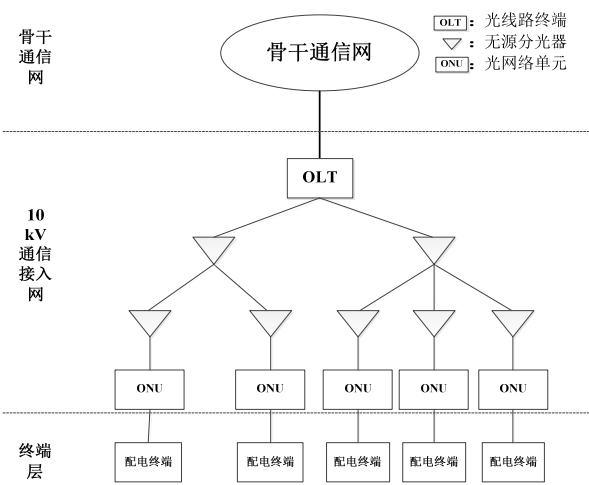 骨干
通信
网
骨干通信网
OLT：光线路终端
：无源分光器
ONU：光网络单元
10
kV
通信
接入
网
OLT
ONU ONU ONU ONU ONU
终端
层
配电终端 配电终端 配电终端 配电终端 配电终端